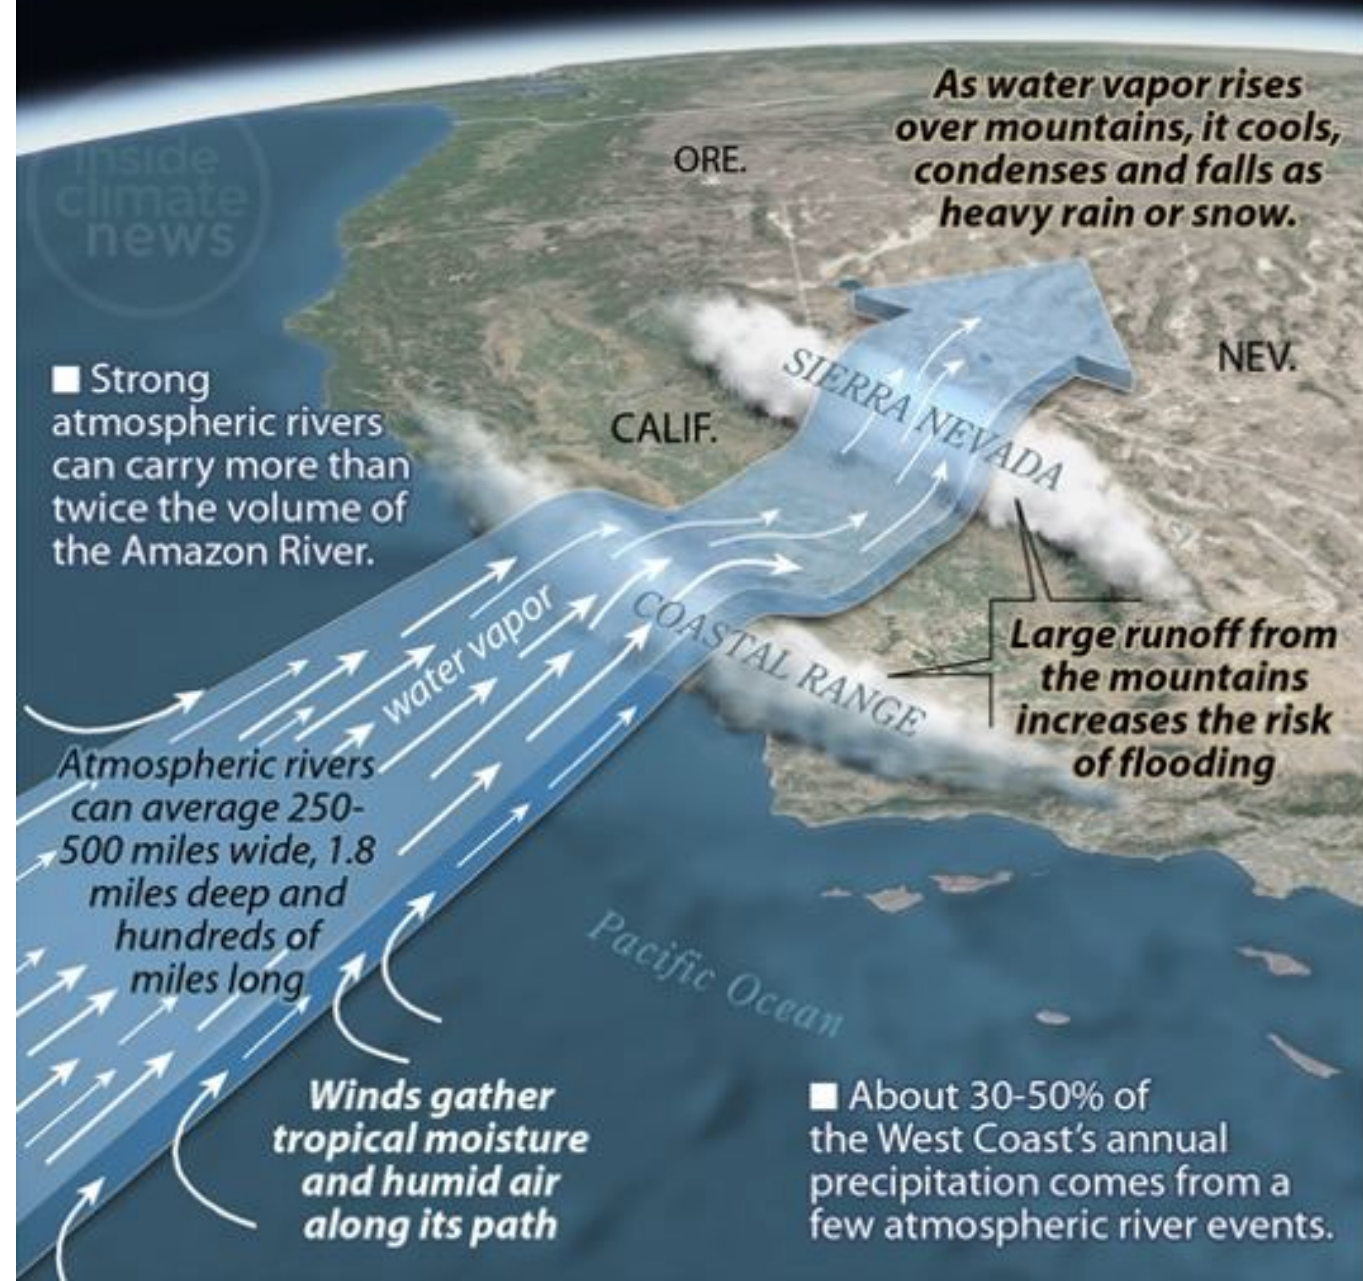 inside
climate
news
ORE.
As water vapor rises
over mountains, it cools,
condenses and falls as
heavy rain or snow.
SIERRA NEVADA
NEV.
CALIF.
■ Strong
atmospheric rivers
can carry more than
twice the volume of
the Amazon River.
water vapor
COASTAL RANGE
Large runoff from
the mountains
increases the risk
of flooding
Atmospheric rivers
can average 250-
500 miles wide, 1.8
miles deep and
hundreds of
miles long
Pacific Ocean
Winds gather
tropical moisture
and humid air
along its path
■ About 30-50% of
the West Coast's annual
precipitation comes from a
few atmospheric river events.